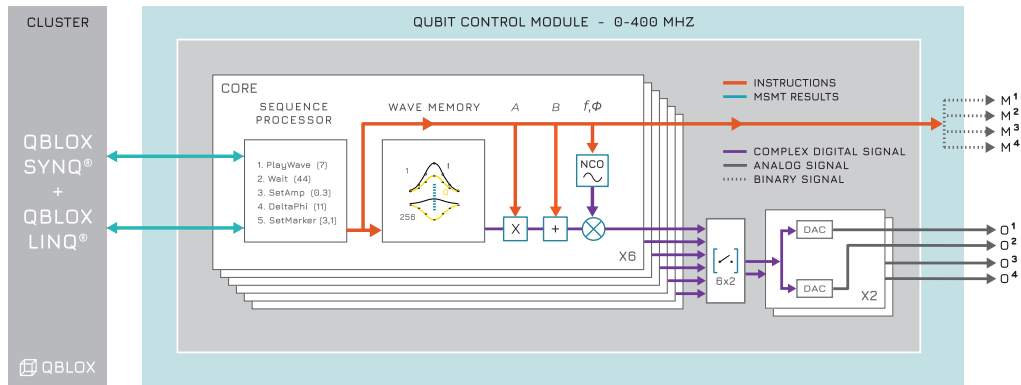 CLUSTER
QUBIT CONTROL MODULE - 0-400 MHZ
CORE
SEQUENCE
PROCESSOR
WAVE MEMORY
A
B
f,Φ
INSTRUCTIONS
MSMT RESULTS
M¹
M²
M³
M⁴
QBLOX
SYNQ®
+
QBLOX
LINQ®
1. PlayWave (7)
2. Wait (44)
3. SetAmp (0.3)
4. DeltaPhi (11)
5. SetMarker (3,1)
1
I
Q
256
NCO
COMPLEX DIGITAL SIGNAL
ANALOG SIGNAL
BINARY SIGNAL
X
+
X6
6x2
DAC
DAC
X2
O¹
O²
O³
O⁴
QBLOX